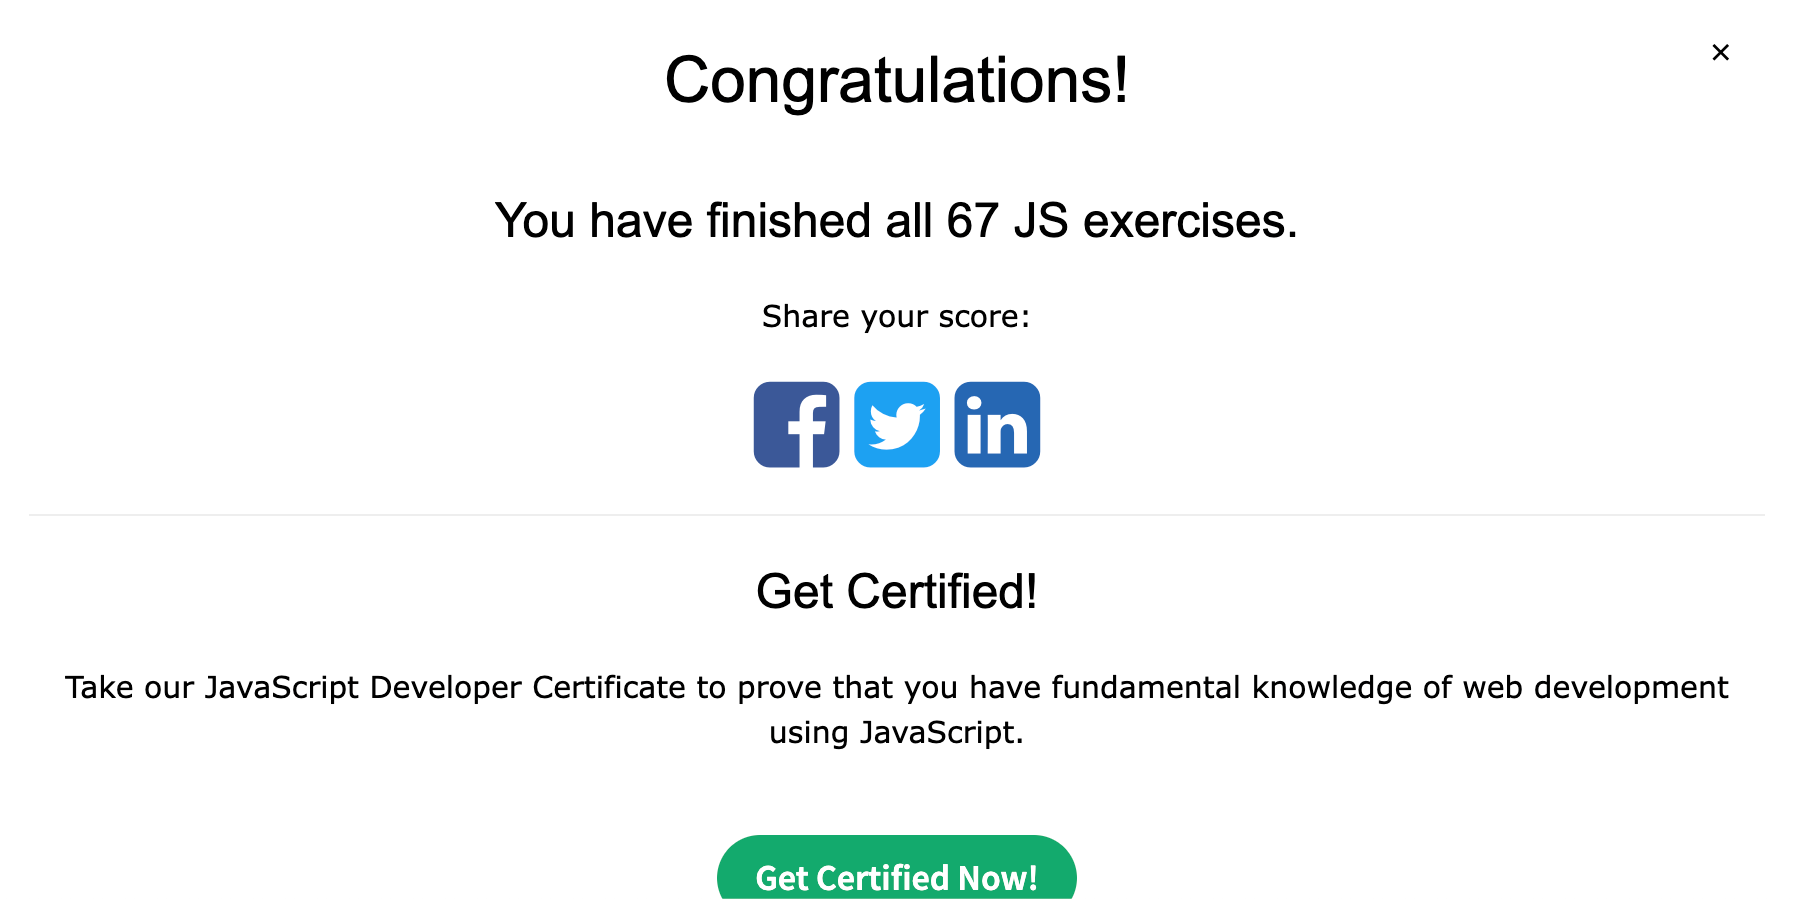 ×
Congratulations!
You have finished all 67 JS exercises.
Share your score:
f in
Get Certified!
Take our JavaScript Developer Certificate to prove that you have fundamental knowledge of web development
using JavaScript.
Get Certified Now!